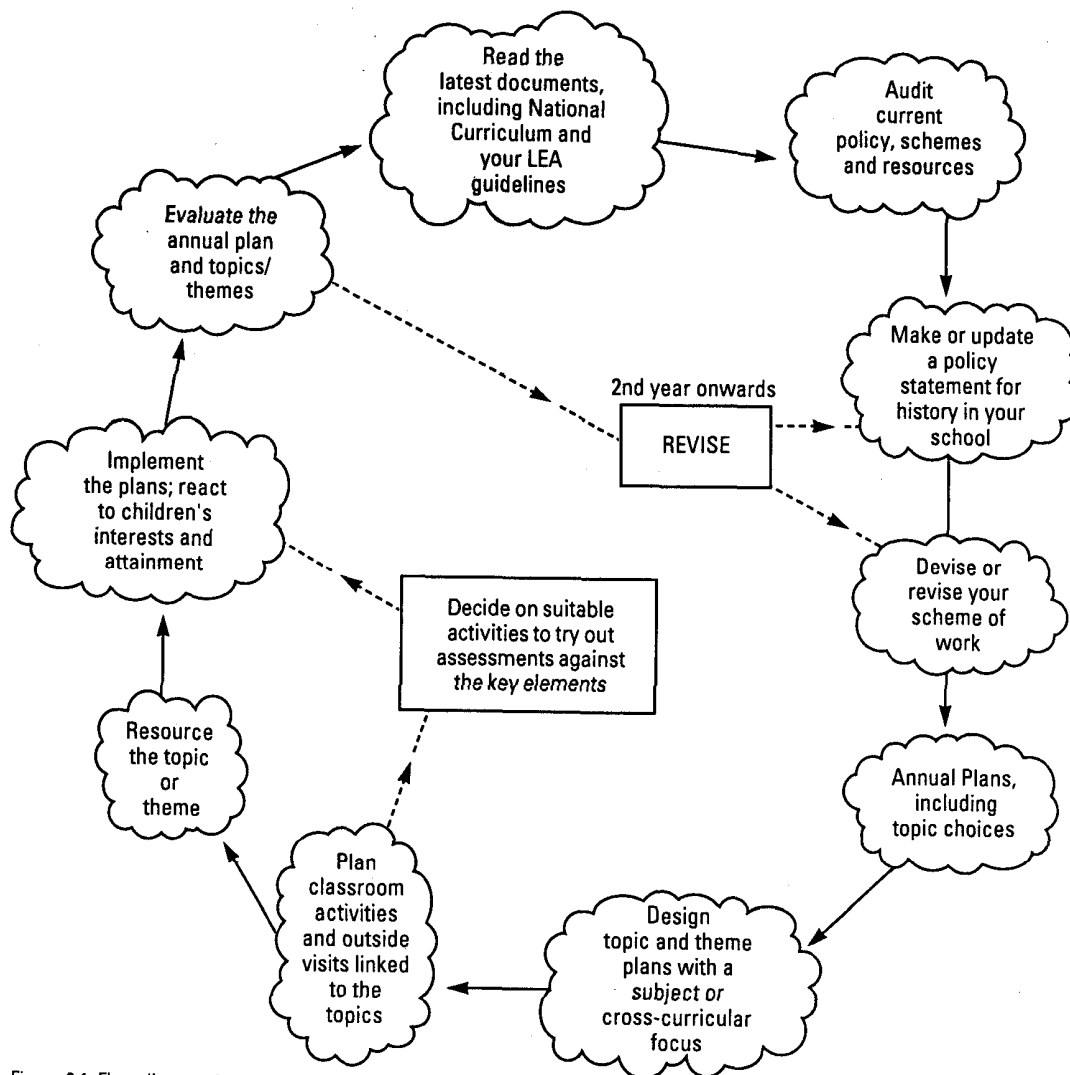 Read the
latest documents,
including National
Curriculum and
your LEA
guidelines
Audit
current
policy, schemes
and resources
Make or update
a policy
statement for
history in your
school
Devise or
revise your
scheme of
work
Annual Plans,
including
topic choices
Design
topic and theme
plans with a
subject or
cross-curricular
focus
Plan
classroom
activities
and outside
visits linked
to the
topics
Resource
the topic
or
theme
Implement
the plans; react
to children's
interests and
attainment
Evaluate the
annual plan
and topics/
themes
2nd year onwards
REVISE
Decide on suitable
activities to try out
assessments against
the key elements